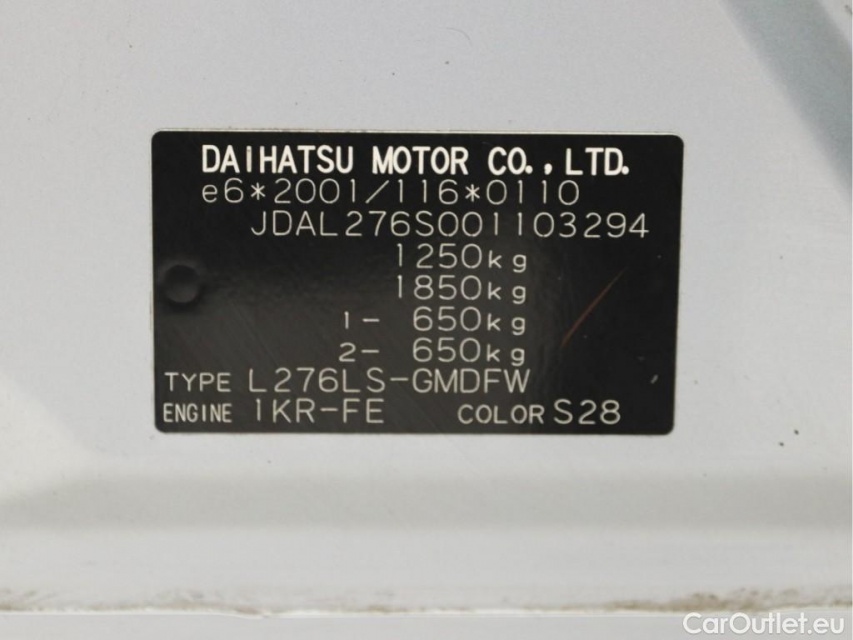 DAIHATSU MOTOR CO., LTD.
e6*2001/116*0110
JDAL276S001103294
1250kg
1850kg
1- 650kg
2- 650kg
TYPE L276LS-GMDFW
ENGINE 1KR-FE COLOR S28
CarOutlet.eu